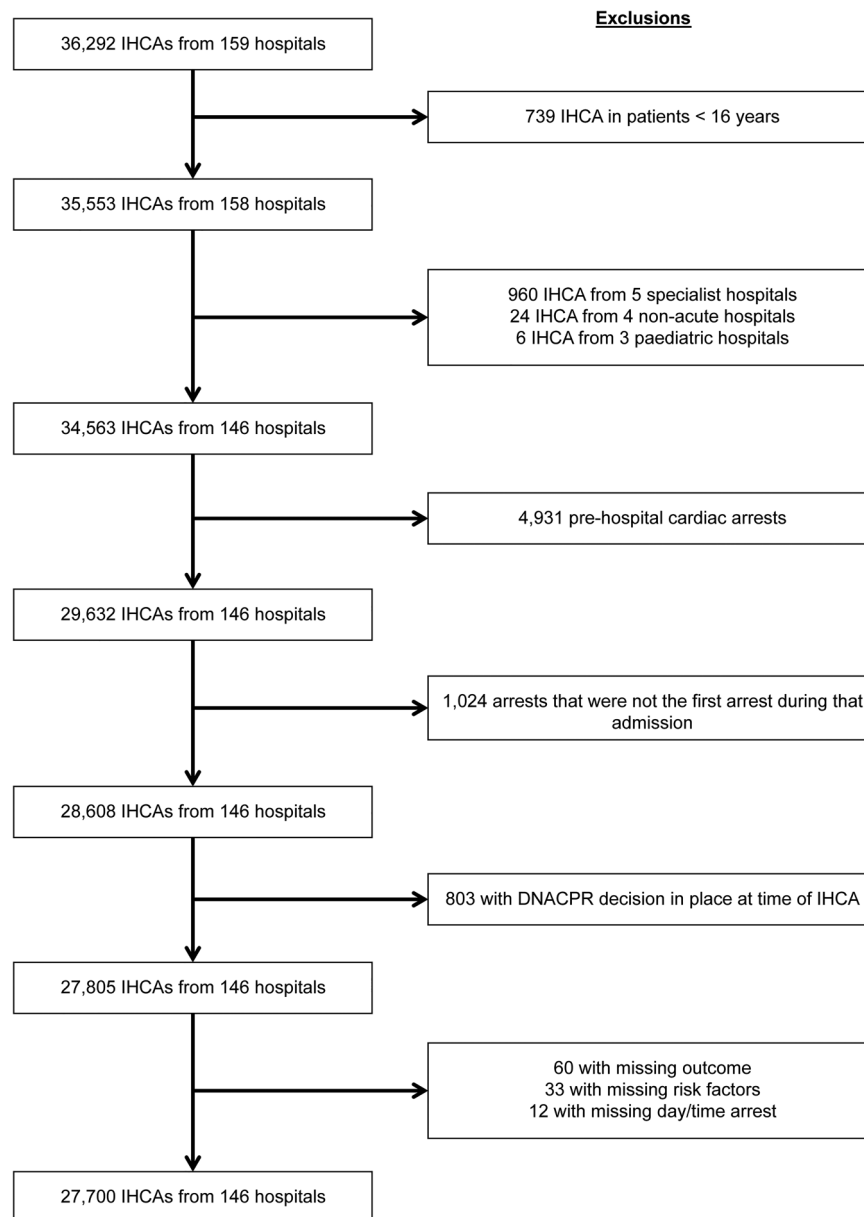 Exclusions
36,292 IHCAs from 159 hospitals
739 IHCA in patients < 16 years
35,553 IHCAs from 158 hospitals
960 IHCA from 5 specialist hospitals
24 IHCA from 4 non-acute hospitals
6 IHCA from 3 paediatric hospitals
34,563 IHCAs from 146 hospitals
4,931 pre-hospital cardiac arrests
29,632 IHCAs from 146 hospitals
1,024 arrests that were not the first arrest during that
admission
28,608 IHCAs from 146 hospitals
803 with DNACPR decision in place at time of IHCA
27,805 IHCAs from 146 hospitals
60 with missing outcome
33 with missing risk factors
12 with missing day/time arrest
27,700 IHCAs from 146 hospitals